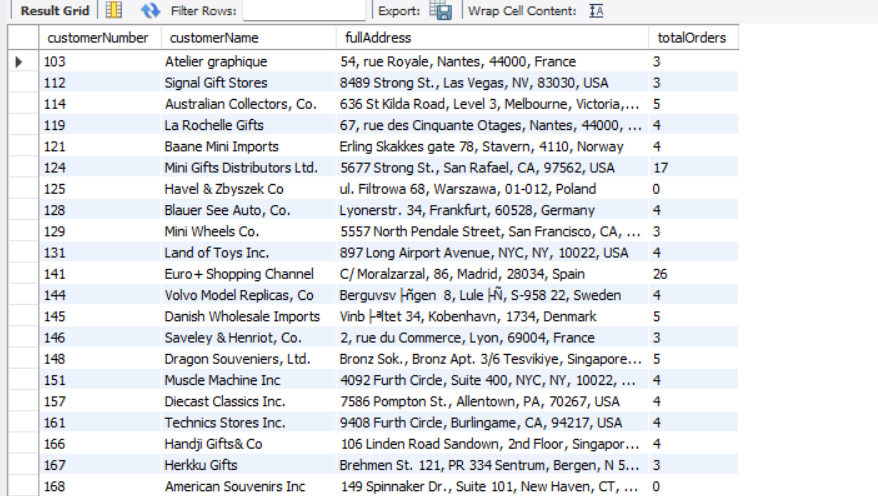 Result Grid Filter Rows: Export: Wrap Cell Content: IA
customerNumber customerName fullAddress totalOrders
103 Atelier graphique 54, rue Royale, Nantes, 44000, France 3
112 Signal Gift Stores 8489 Strong St., Las Vegas, NV, 83030, USA 3
114 Australian Collectors, Co. 636 St Kilda Road, Level 3, Melbourne, Victoria,... 5
119 La Rochelle Gifts 67, rue des Cinquante Otages, Nantes, 44000, ... 4
121 Baane Mini Imports Erling Skakkes gate 78, Stavern, 4110, Norway 4
124 Mini Gifts Distributors Ltd. 5677 Strong St., San Rafael, CA, 97562, USA 17
125 Havel & Zbyszek Co ul. Filtrowa 68, Warszawa, 01-012, Poland 0
128 Blauer See Auto, Co. Lyonerstr. 34, Frankfurt, 60528, Germany 4
129 Mini Wheels Co. 5557 North Pendale Street, San Francisco, CA, ... 3
131 Land of Toys Inc. 897 Long Airport Avenue, NYC, NY, 10022, USA 4
141 Euro+ Shopping Channel C/ Moralzarzal, 86, Madrid, 28034, Spain 26
144 Volvo Model Replicas, Co Berguvsv ├ñgen 8, Lule ├Ñ, S-958 22, Sweden 4
145 Danish Wholesale Imports Vinb ├ªltet 34, Kobenhavn, 1734, Denmark 5
146 Saveley & Henriot, Co. 2, rue du Commerce, Lyon, 69004, France 3
148 Dragon Souveniers, Ltd. Bronz Sok., Bronz Apt. 3/6 Tesvikiye, Singapore... 5
151 Muscle Machine Inc 4092 Furth Circle, Suite 400, NYC, NY, 10022, ... 4
157 Diecast Classics Inc. 7586 Pompton St., Allentown, PA, 70267, USA 4
161 Technics Stores Inc. 9408 Furth Circle, Burlingame, CA, 94217, USA 4
166 Handji Gifts& Co 106 Linden Road Sandown, 2nd Floor, Singapor... 4
167 Herkku Gifts Brehmen St. 121, PR 334 Sentrum, Bergen, N 5... 3
168 American Souvenirs Inc 149 Spinnaker Dr., Suite 101, New Haven, CT, ... 0